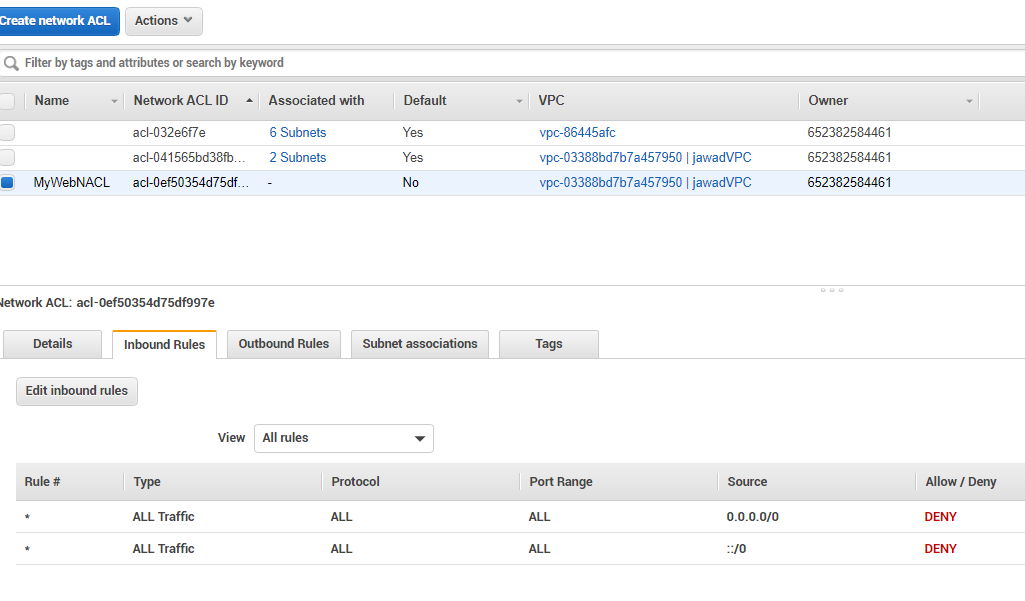 Create network ACL Actions
Filter by tags and attributes or search by keyword
Name Network ACL ID Associated with Default VPC Owner
acl-032e6f7e 6 Subnets Yes vpc-86445afc 652382584461
acl-041565bd38fb... 2 Subnets Yes vpc-03388bd7b7a457950 | jawadVPC 652382584461
MyWebNACL acl-0ef50354d75df... - No vpc-03388bd7b7a457950 | jawadVPC 652382584461
Network ACL: acl-0ef50354d75df997e
Details Inbound Rules Outbound Rules Subnet associations Tags
Edit inbound rules
View All rules
Rule # Type Protocol Port Range Source Allow / Deny
* ALL Traffic ALL ALL 0.0.0.0/0 DENY
* ALL Traffic ALL ALL ::/0 DENY